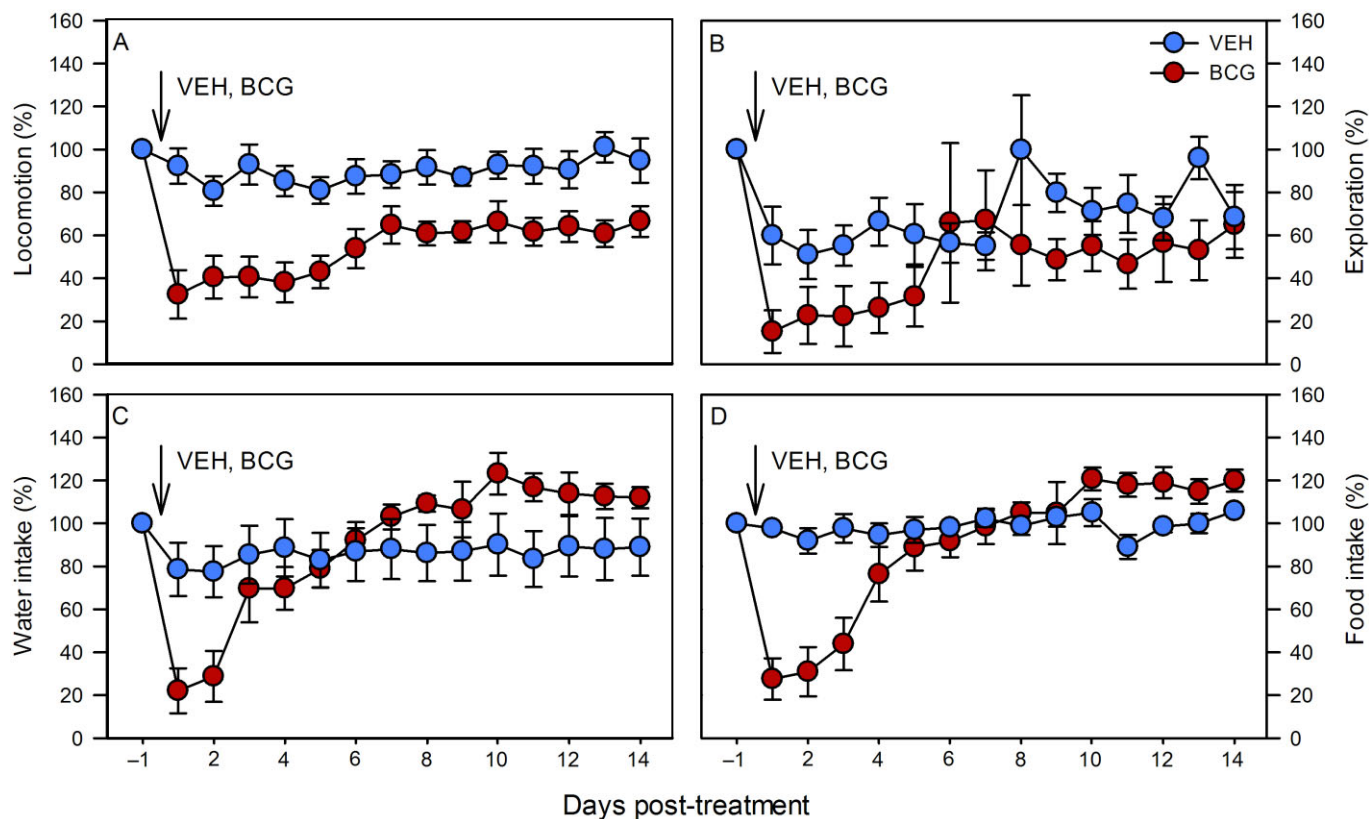 A
VEH, BCG
Locomotion (%)
160
140
120
100
80
60
40
20
0
B
VEH, BCG
VEH
BCG
160
140
120
100
80
60
40
20
0
Exploration (%)
C
VEH, BCG
Water intake (%)
160
140
120
100
80
60
40
20
0
–1 2 4 6 8 10 12 14
D
VEH, BCG
160
140
120
100
80
60
40
20
0
Food intake (%)
–1 2 4 6 8 10 12 14
Days post-treatment